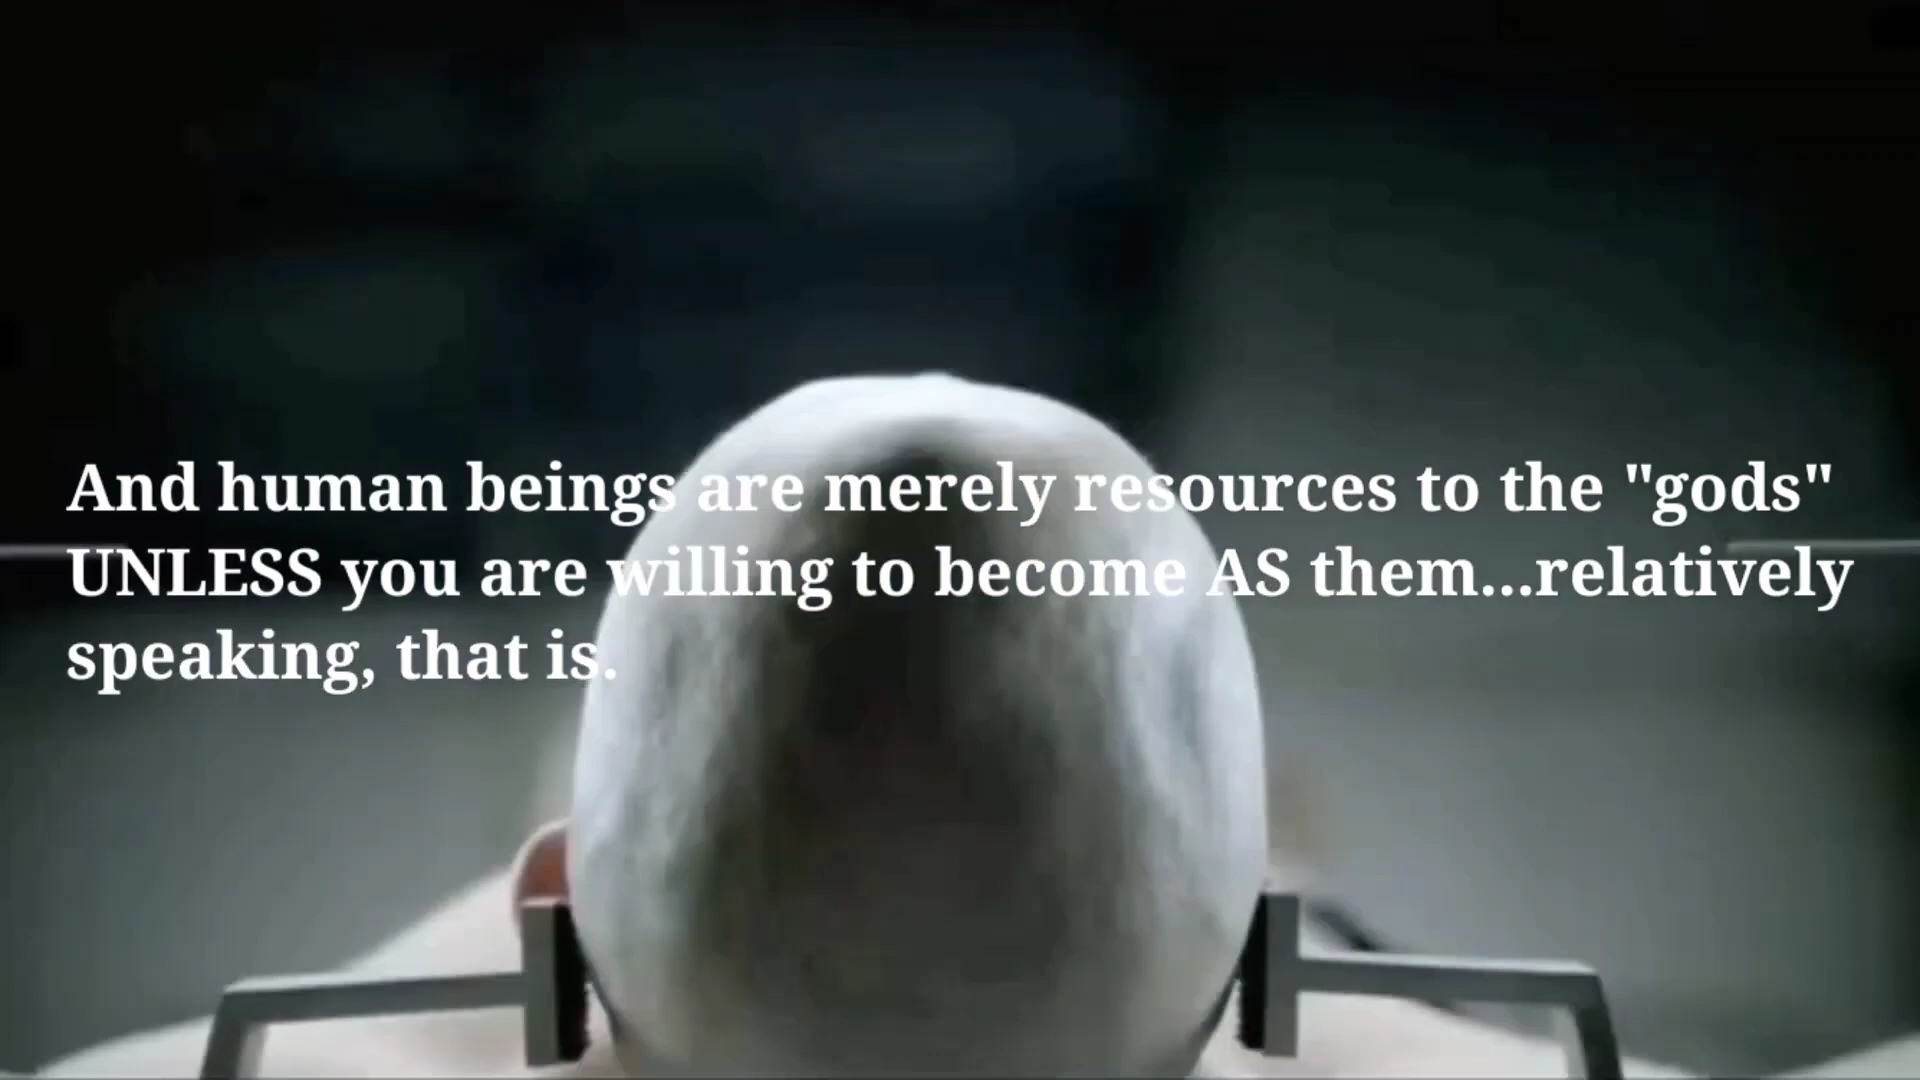 And human beings are merely resources to the "gods"
UNLESS you are willing to become AS them...relatively
speaking, that is.